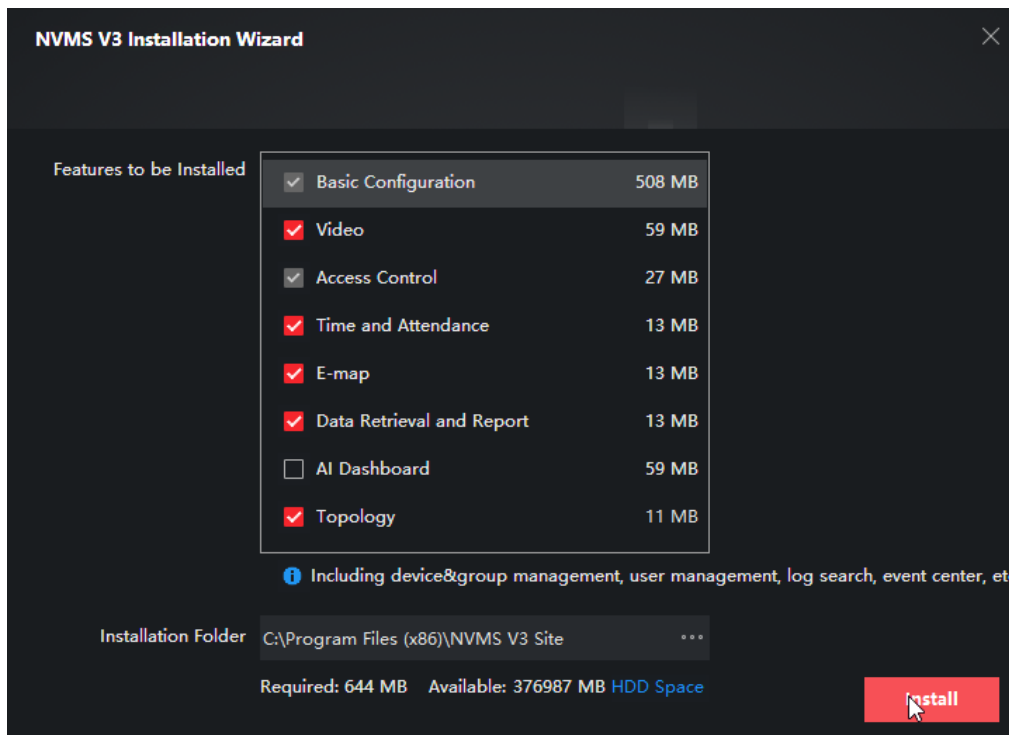 NVMS V3 Installation Wizard
Features to be Installed
Basic Configuration 508 MB
Video 59 MB
Access Control 27 MB
Time and Attendance 13 MB
E-map 13 MB
Data Retrieval and Report 13 MB
AI Dashboard 59 MB
Topology 11 MB
Including device&group management, user management, log search, event center, et
Installation Folder C:\Program Files (x86)\NVMS V3 Site
Required: 644 MB Available: 376987 MB HDD Space
Install